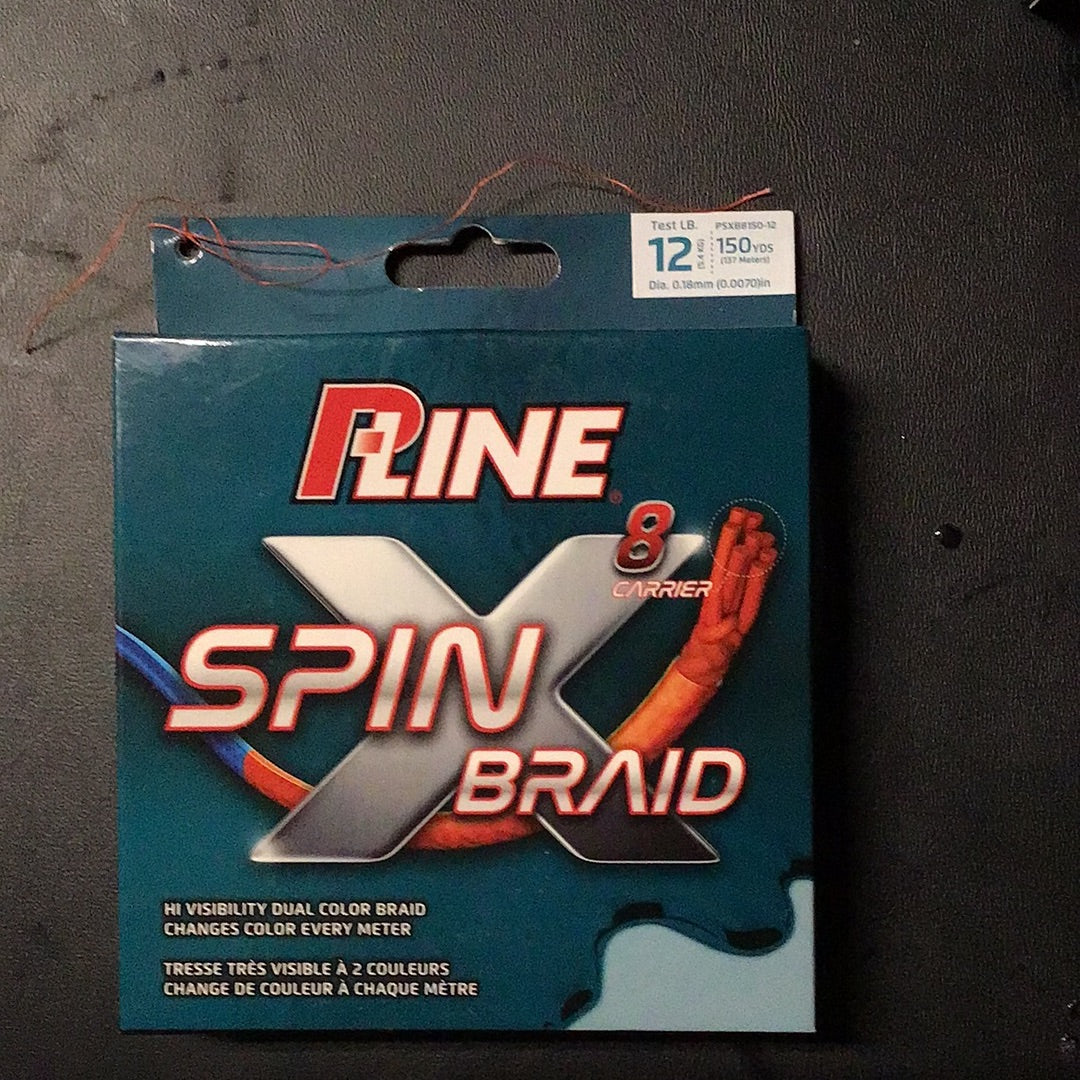 Test LB. PSXB8150-12
12 (5.4 KG) 150YDS
(137 Meters)
Dia. 0.18mm (0.0070)in
P-LINE®
8
CARRIER
X
SPIN
BRAID
HI VISIBILITY DUAL COLOR BRAID
CHANGES COLOR EVERY METER
TRESSE TRÈS VISIBLE À 2 COULEURS
CHANGE DE COULEUR À CHAQUE MÈTRE